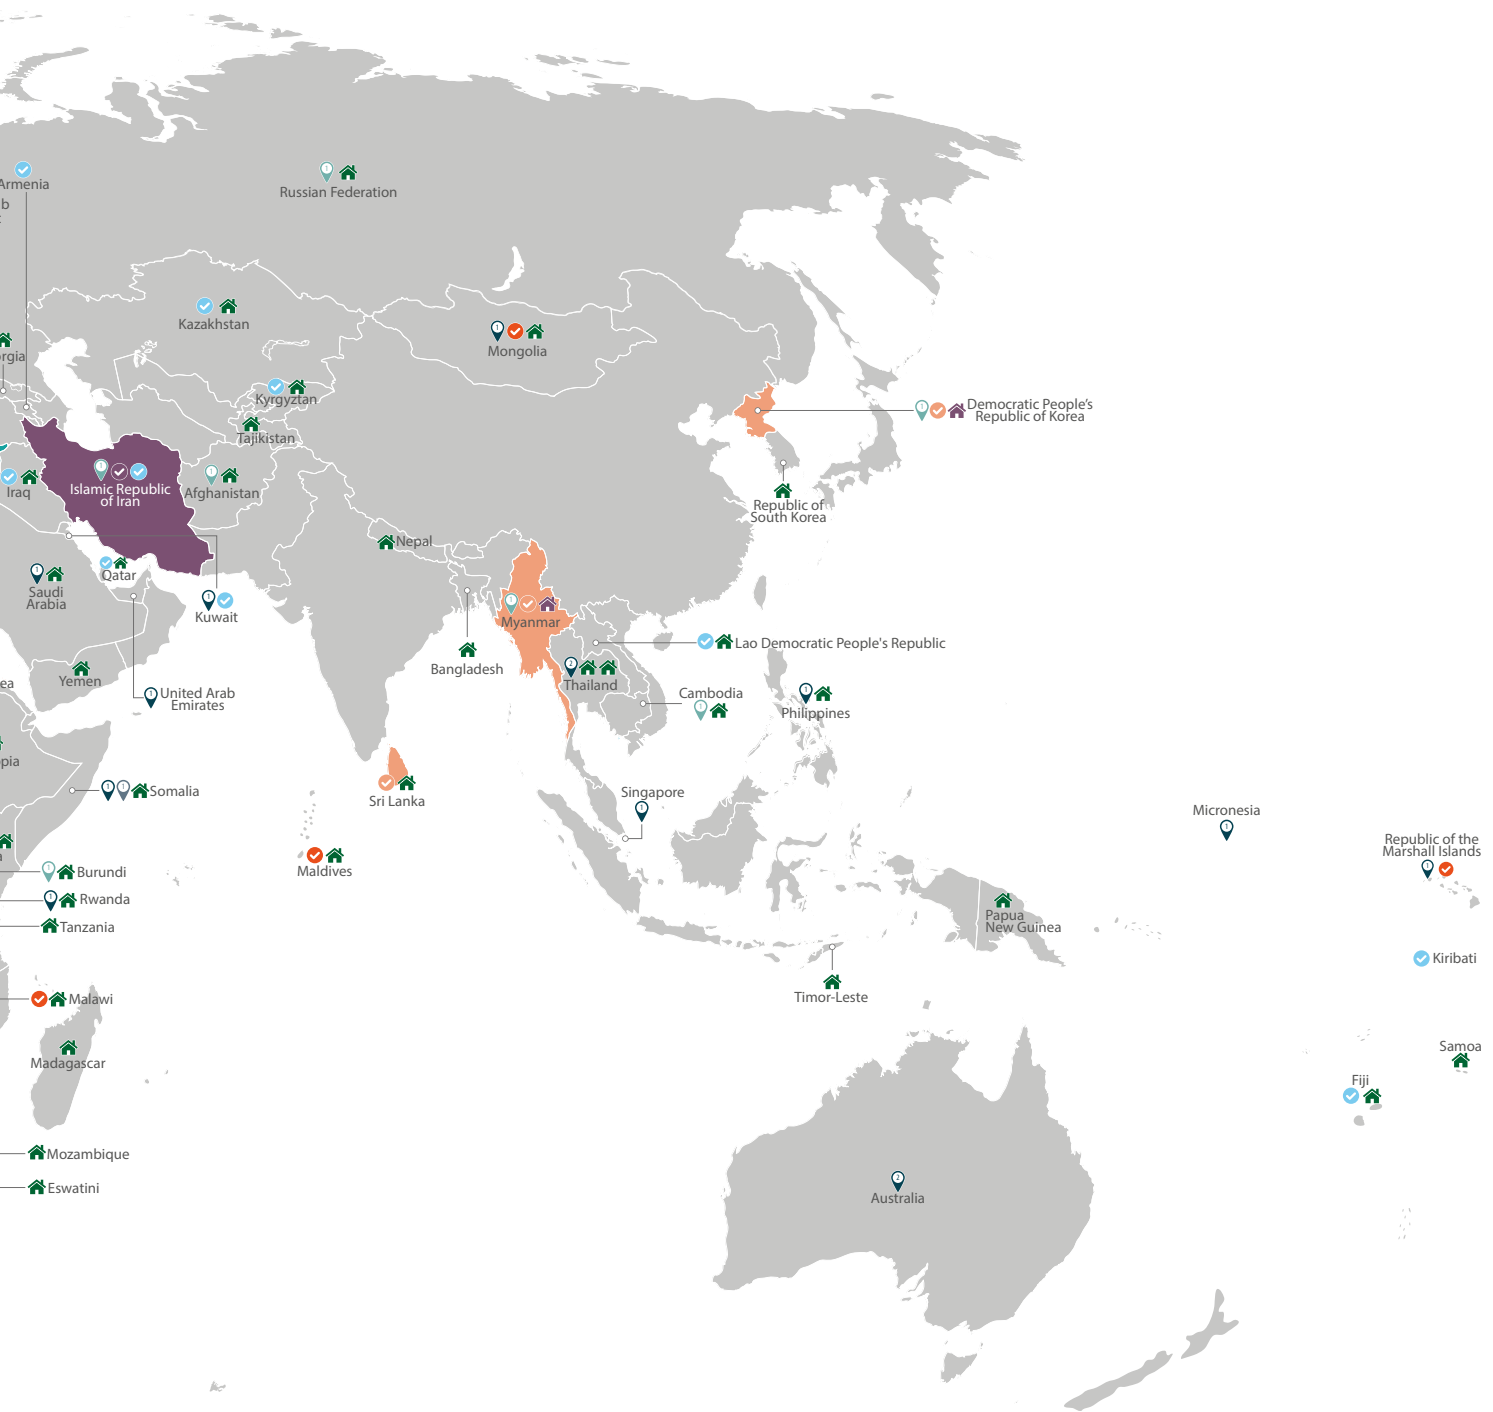 Armenia
b
Russian Federation
Kazakhstan
Mongolia
rgia
Kyrgyztan
Tajikistan
Democratic People’s
Republic of Korea
Iraq
Islamic Republic
of Iran
Afghanistan
Republic of
South Korea
Nepal
Qatar
Saudi
Arabia
Kuwait
Myanmar
Lao Democratic People's Republic
Bangladesh
Thailand
Yemen
ea
United Arab
Emirates
Cambodia
Philippines
pia
Somalia
Sri Lanka
Singapore
Micronesia
Republic of the
Marshall Islands
a
Maldives
Burundi
Rwanda
Tanzania
Papua
New Guinea
Kiribati
Malawi
Timor-Leste
Madagascar
Samoa
Fiji
Mozambique
Eswatini
Australia